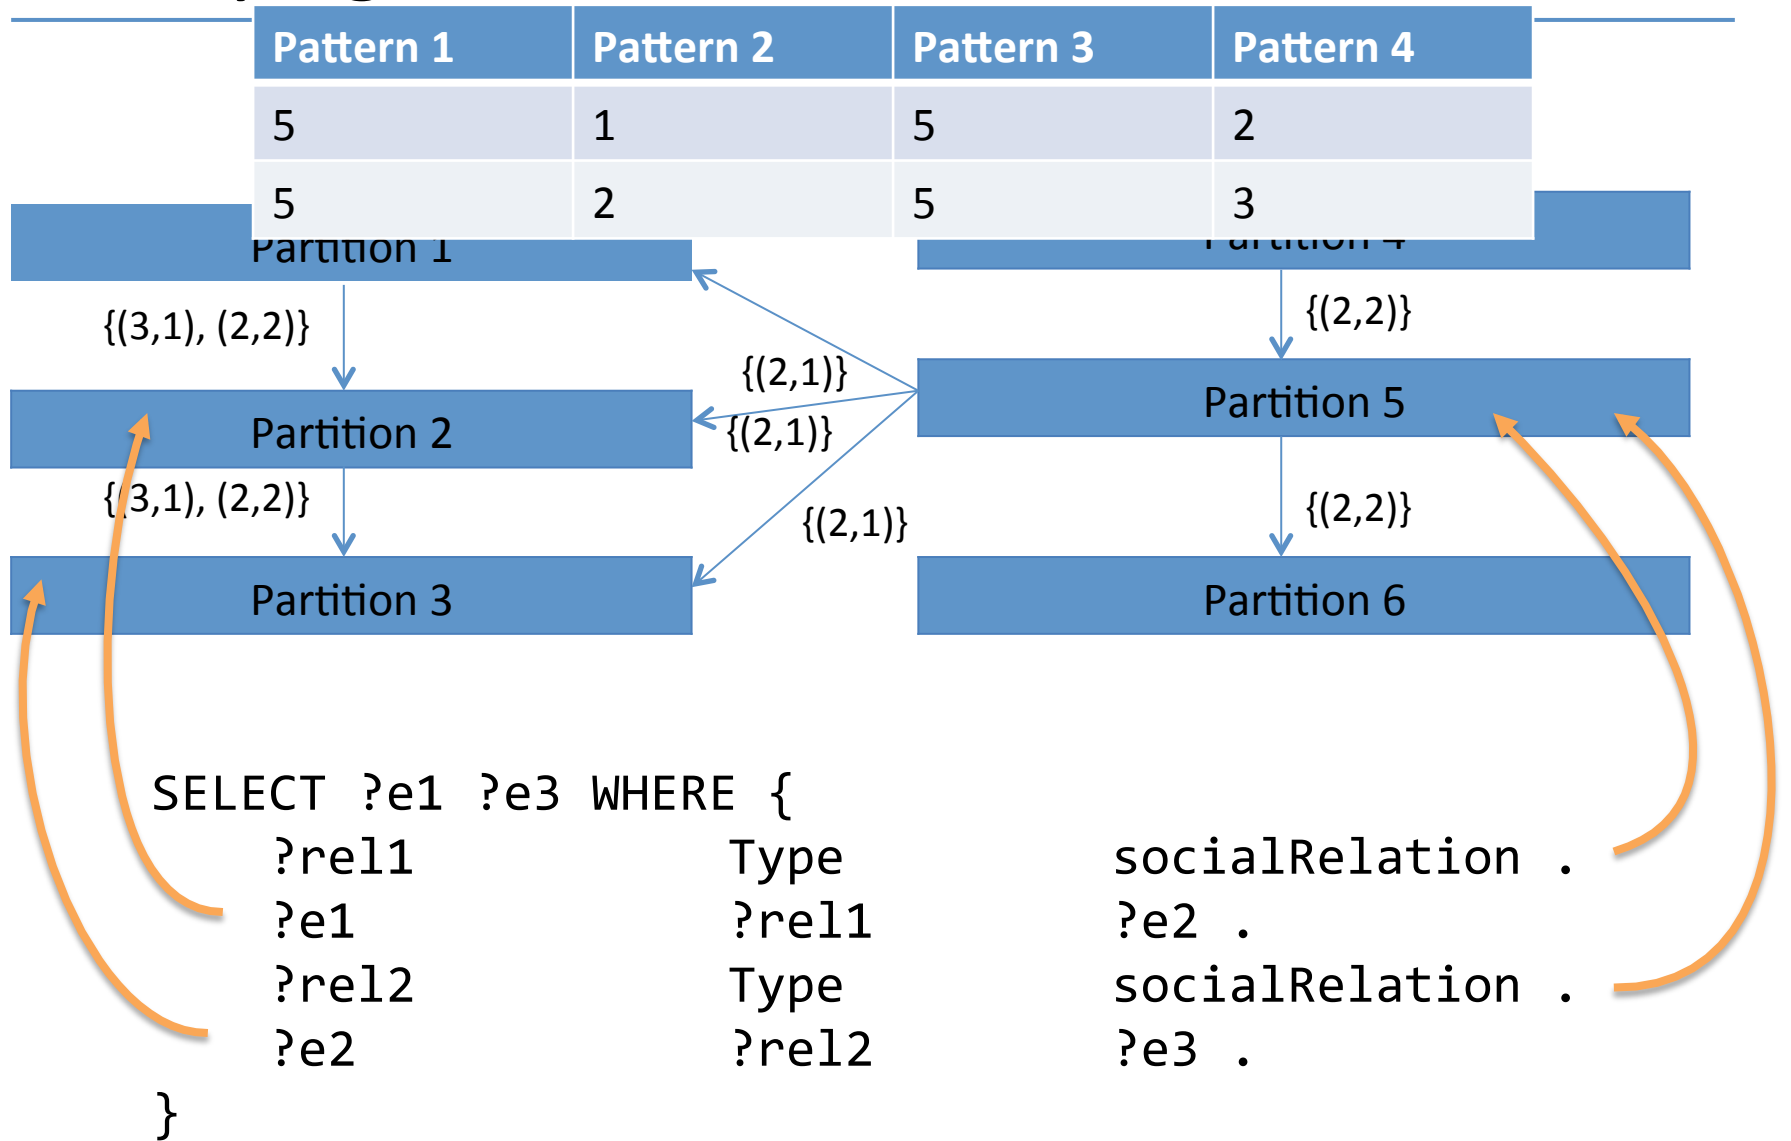 Pattern 1 Pattern 2 Pattern 3 Pattern 4
5 1 5 2
5 2 5 3
Partition 1 Partition 4
{(3,1), (2,2)} {(2,2)}
{(2,1)}
Partition 2 {(2,1)} Partition 5
{(3,1), (2,2)} {(2,1)} {(2,2)}
Partition 3 Partition 6
SELECT ?e1 ?e3 WHERE {
?rel1 Type socialRelation .
?e1 ?rel1 ?e2 .
?rel2 Type socialRelation .
?e2 ?rel2 ?e3 .
}